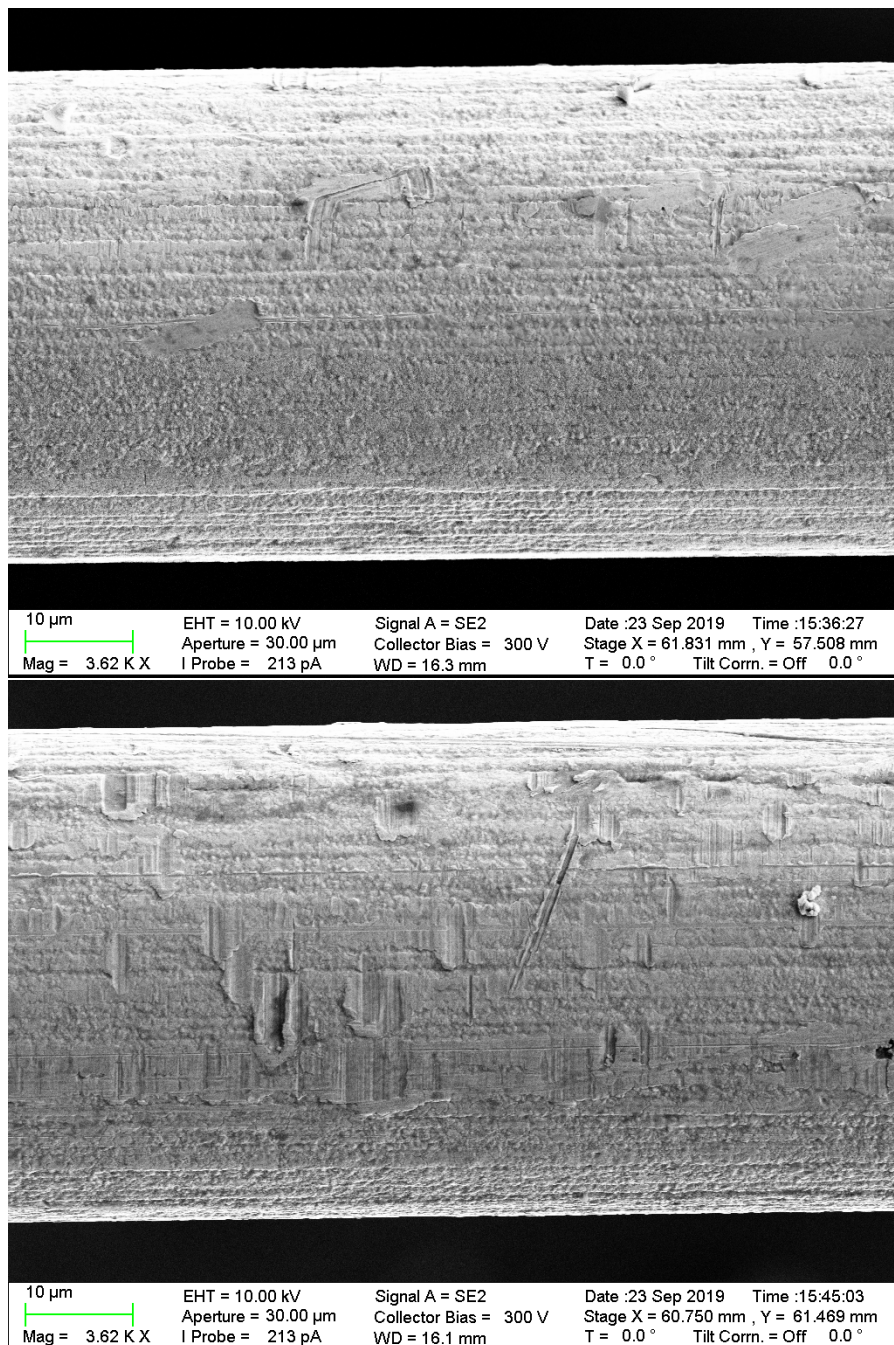 10 µm
EHT = 10.00 kV Signal A = SE2 Date :23 Sep 2019 Time :15:36:27
Aperture = 30.00 µm Collector Bias = 300 V Stage X = 61.831 mm , Y = 57.508 mm
Mag = 3.62 K X I Probe = 213 pA WD = 16.3 mm T = 0.0 ° Tilt Corrn. = Off 0.0 °
10 µm
EHT = 10.00 kV Signal A = SE2 Date :23 Sep 2019 Time :15:45:03
Aperture = 30.00 µm Collector Bias = 300 V Stage X = 60.750 mm , Y = 61.469 mm
Mag = 3.62 K X I Probe = 213 pA WD = 16.1 mm T = 0.0 ° Tilt Corrn. = Off 0.0 °